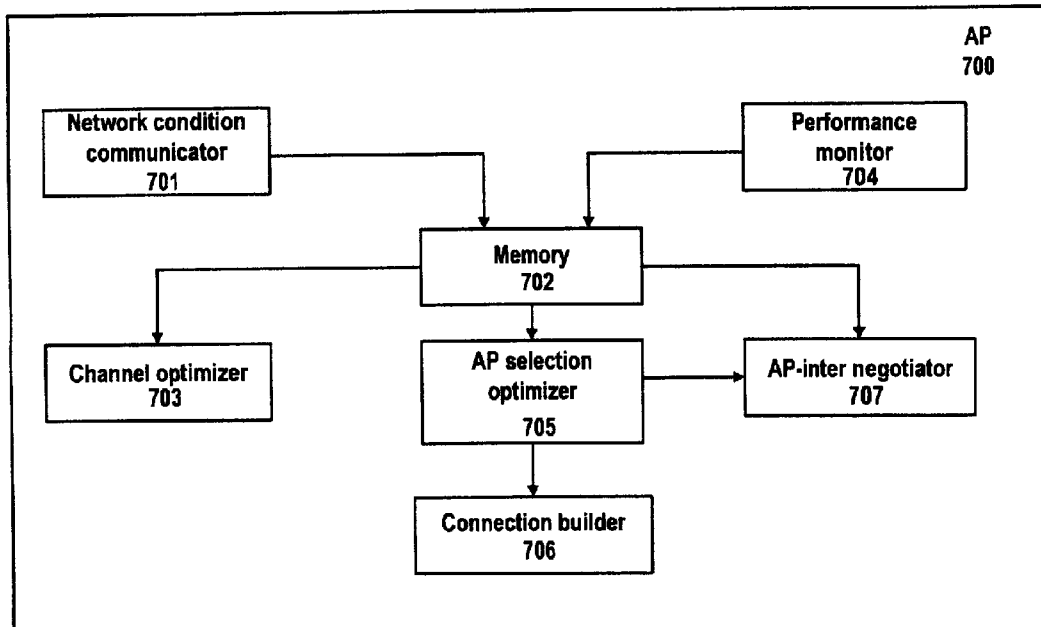 AP
700
Network condition
communicator
701
Performance
monitor
704
Memory
702
Channel optimizer
703
AP selection
optimizer
705
AP-inter negotiator
707
Connection builder
706